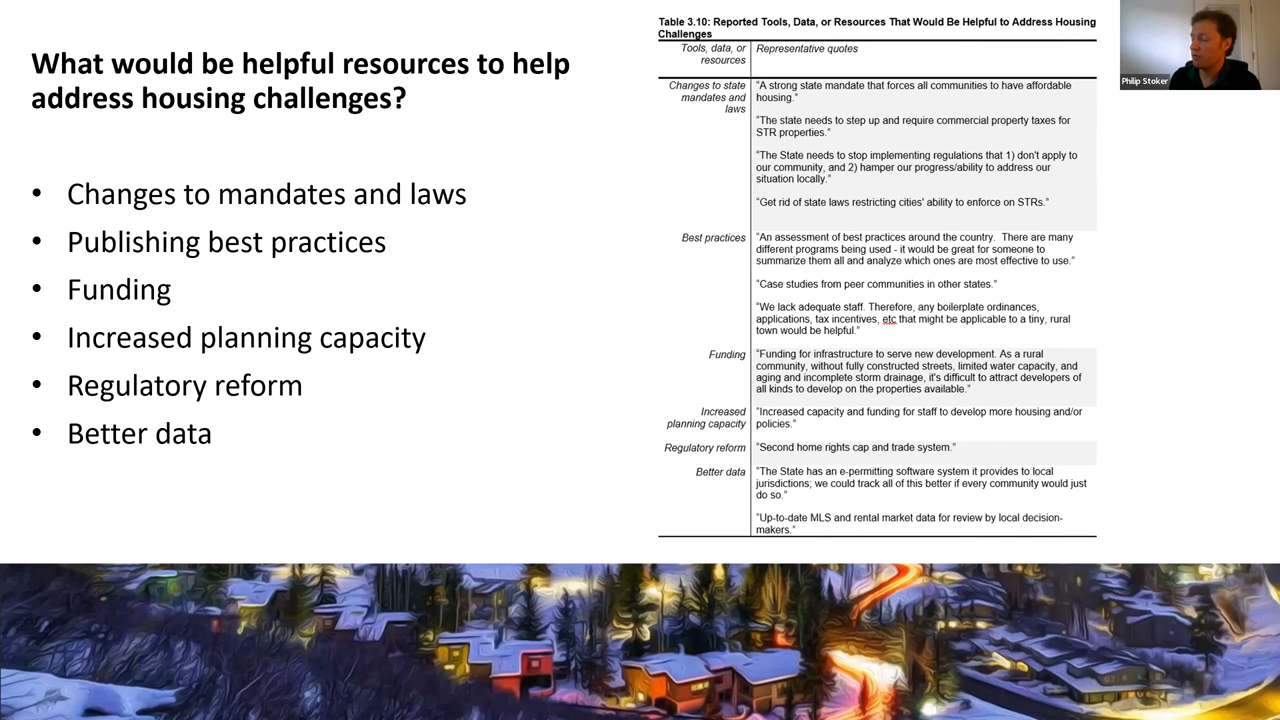 What would be helpful resources to help
address housing challenges?
• Changes to mandates and laws
• Publishing best practices
• Funding
• Increased planning capacity
• Regulatory reform
• Better data
Table 3.10: Reported Tools, Data, or Resources That Would Be Helpful to Address Housing
Challenges
Tools, data, or
resources
Representative quotes
Changes to state
mandates and
laws
"A strong state mandate that forces all communities to have affordable
housing."
"The state needs to step up and require commercial property taxes for
STR properties."
"The State needs to stop implementing regulations that 1) don't apply to
our community, and 2) hamper our progress/ability to address our
situation locally."
"Get rid of state laws restricting cities' ability to enforce on STRs."
Best practices
"An assessment of best practices around the country.  There are many
different programs being used - it would be great for someone to
summarize them all and analyze which ones are most effective to use."
"Case studies from peer communities in other states."
"We lack adequate staff. Therefore, any boilerplate ordinances,
applications, tax incentives, etc that might be applicable to a tiny, rural
town would be helpful."
Funding
"Funding for infrastructure to serve new development. As a rural
community, without fully constructed streets, limited water capacity, and
aging and incomplete storm drainage, it's difficult to attract developers of
all kinds to develop on the properties available."
Increased
planning capacity
"Increased capacity and funding for staff to develop more housing and/or
policies."
Regulatory reform
"Second home rights cap and trade system."
Better data
"The State has an e-permitting software system it provides to local
jurisdictions; we could track all of this better if every community would just
do so."
"Up-to-date MLS and rental market data for review by local decision-
makers."
Philip Stoker